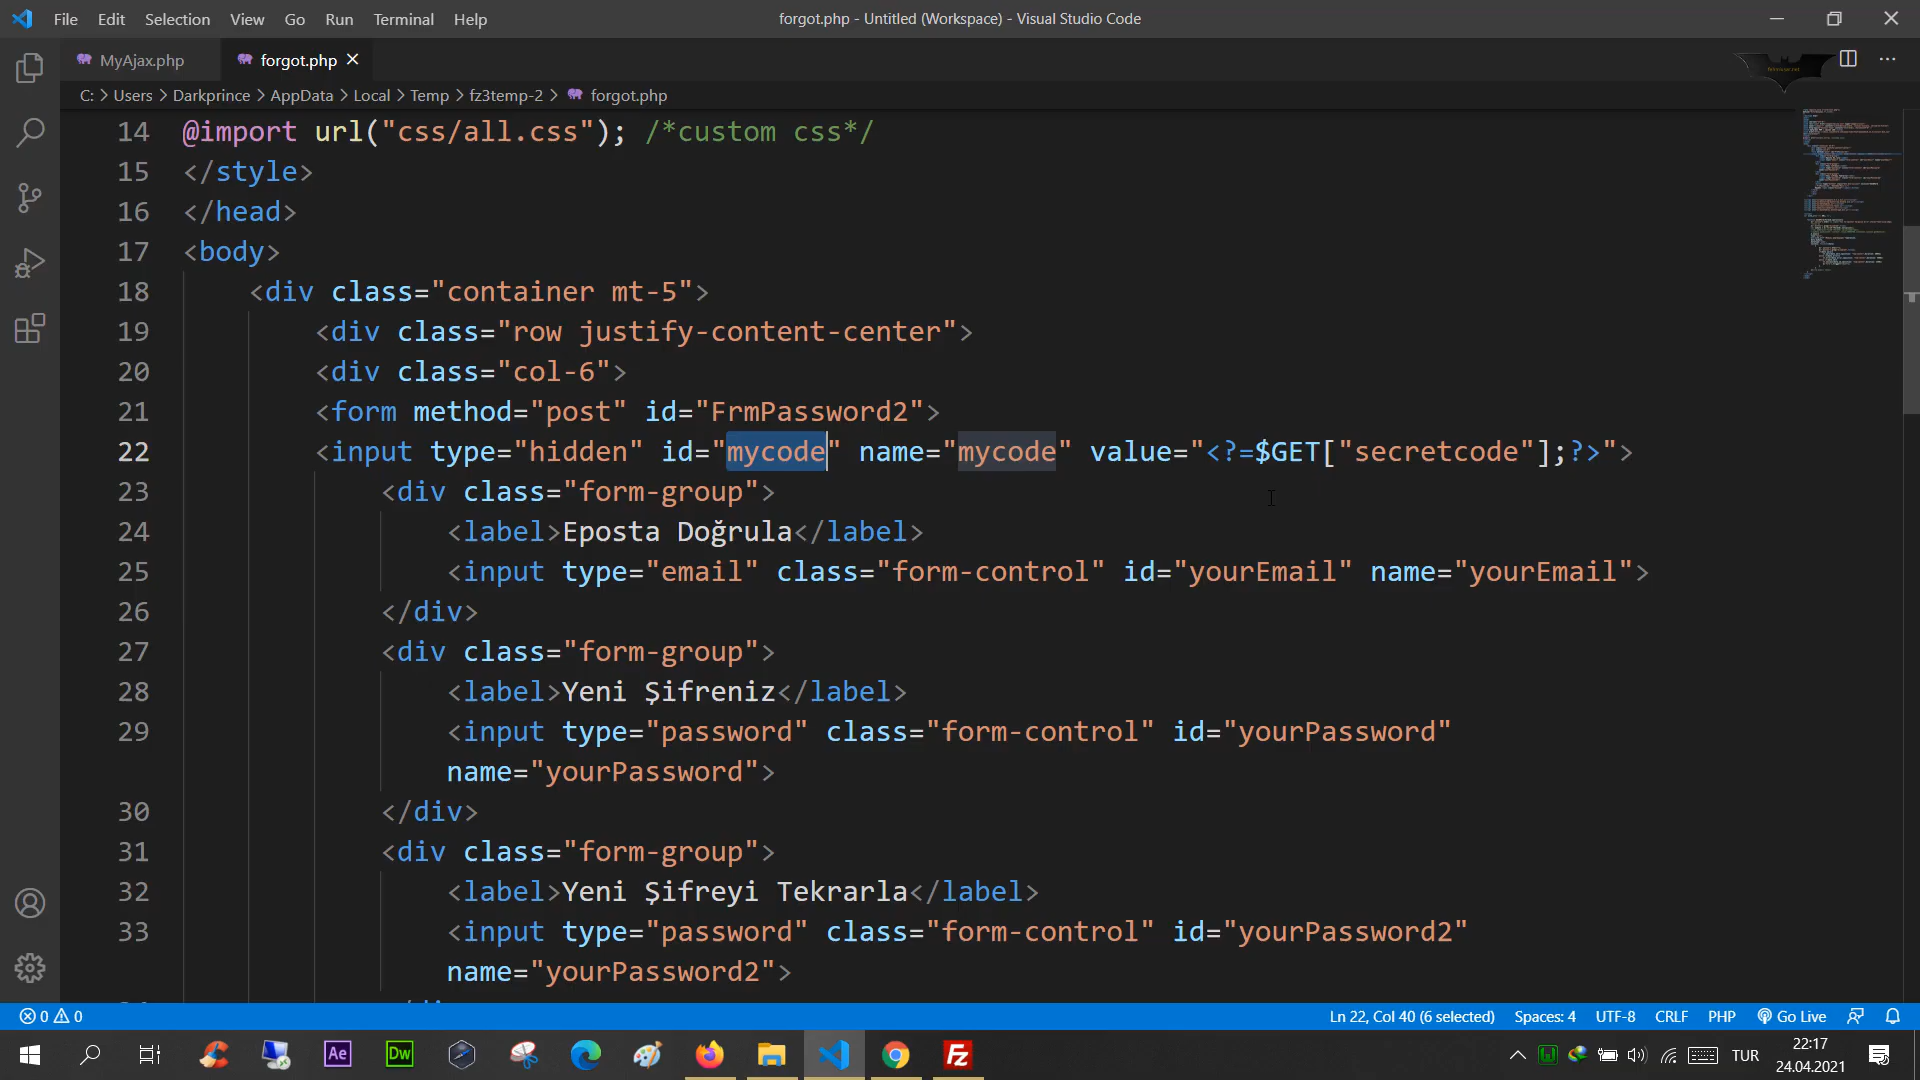 File Edit Selection View Go Run Terminal Help
forgot.php - Untitled (Workspace) - Visual Studio Code
MyAjax.php
forgot.php
C: > Users > Darkprince > AppData > Local > Temp > fz3temp-2 > forgot.php
14 @import url("css/all.css"); /*custom css*/
15 </style>
16 </head>
17 <body>
18 <div class="container mt-5">
19 <div class="row justify-content-center">
20 <div class="col-6">
21 <form method="post" id="FrmPassword2">
22 <input type="hidden" id="mycode" name="mycode" value="<?=$GET["secretcode"];?>">
23 <div class="form-group">
24 <label>Eposta Doğrula</label>
25 <input type="email" class="form-control" id="yourEmail" name="yourEmail">
26 </div>
27 <div class="form-group">
28 <label>Yeni Şifreniz</label>
29 <input type="password" class="form-control" id="yourPassword"
name="yourPassword">
30 </div>
31 <div class="form-group">
32 <label>Yeni Şifreyi Tekrarla</label>
33 <input type="password" class="form-control" id="yourPassword2"
name="yourPassword2">
0 0
Ln 22, Col 40 (6 selected) Spaces: 4 UTF-8 CRLF PHP Go Live
Ae Dw Fz
TUR
22:17
24.04.2021